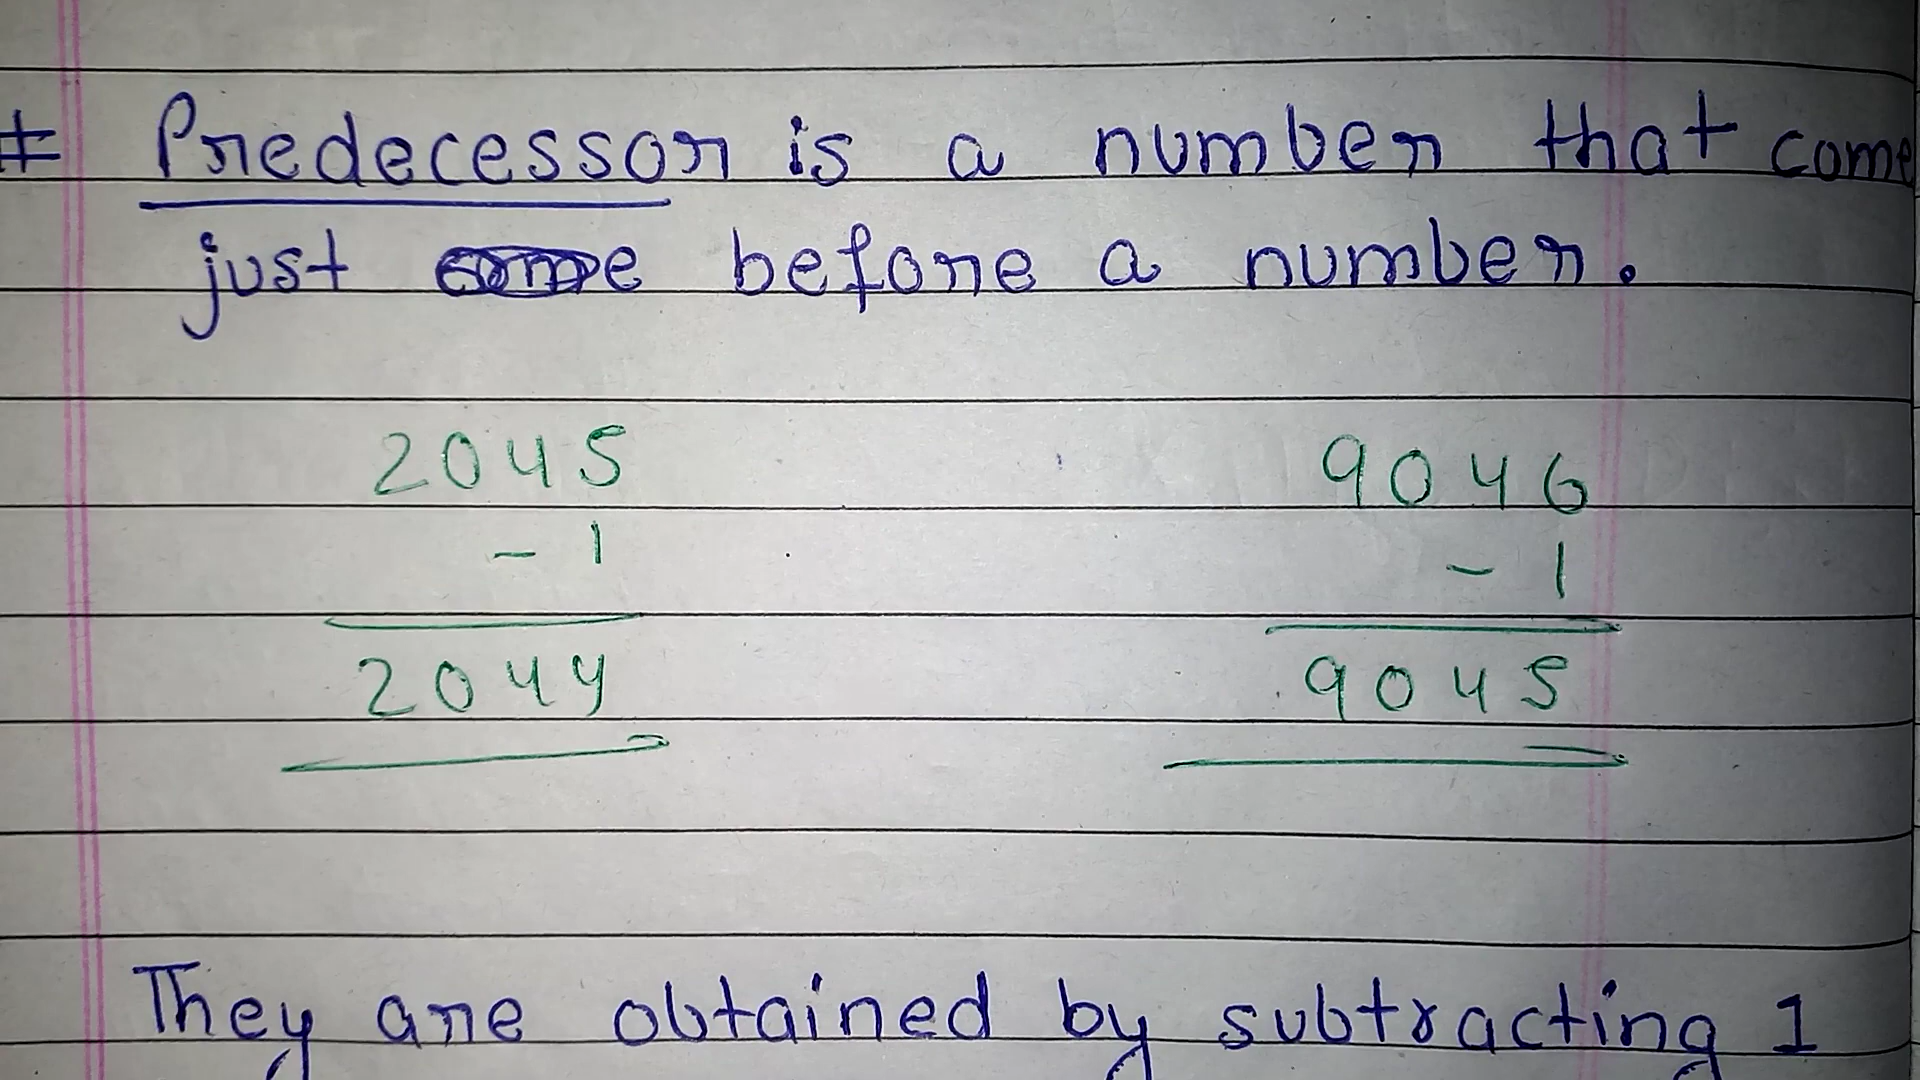 # Predecessor is a number that come
just before a number.
2045 9046
- 1 - 1
2044 9045
They are obtained by subtracting 1